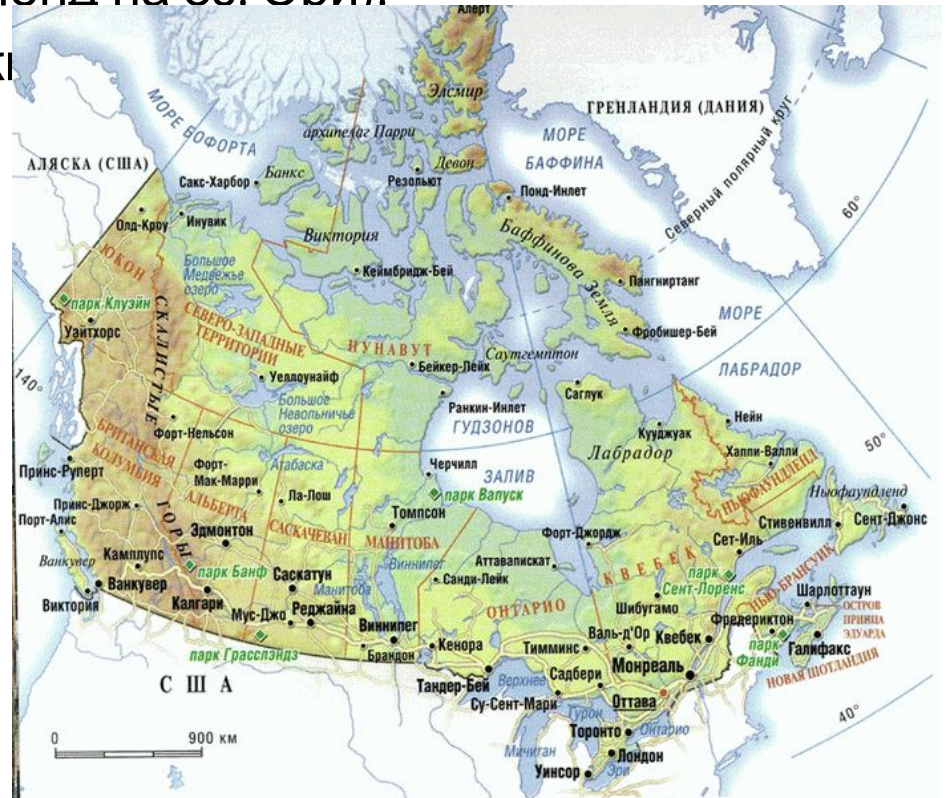 Алерт
Элсмир
ГРЕНЛАНДИЯ (ДАНИЯ)
МОРЕ БОФОРТА
архипелаг Парри
МОРЕ
БАФФИНА
Северный полярный круг
АЛЯСКА (США)
Девон
Банкс
Сакс-Харбор
Резольют
Понд-Инлет
60°
Олд-Кроу
Инувик
Виктория
Баффинова Земля
ЮКОН
Большое
Медвежье
озеро
Кеймбридж-Бей
Пангниртанг
парк Клуэйн
Уайтхорс
СКАЛИСТЫЕ ГОРЫ
СЕВЕРО-ЗАПАДНЫЕ
ТЕРРИТОРИИ
НУНАВУТ
Саутгемптон
Фробишер-Бей
МОРЕ
ЛАБРАДОР
Бейкер-Лейк
140°
Уеллоунайф
Большое
Невольничье
озеро
Ранкин-Инлет
ГУДЗОНОВ
ЗАЛИВ
Саглук
Нейн
50°
Форт-Нельсон
Кууджуак
Лабрадор
Хаппи-Валли
БРИТАНСКАЯ
КОЛУМБИЯ
Принс-Руперт
Форт-
Мак-Марри
Атабаска
Черчилл
парк Вапуск
НЬЮФАУНДЛЕНД
Ньюфаундленд
Принс-Джорж
АЛЬБЕРТА
Ла-Лош
Томпсон
Порт-Алис
Эдмонтон
САСКАЧЕВАН
МАНИТОБА
Форт-Джордж
Стивенвилл
Сент-Джонс
Сет-Иль
Ванкувер
Камплупс
парк Банф
Саскатун
Виннипег
Аттавапискат
КВЕБЕК
парк
Сент-Лоренс
Ванкувер
Калгари
Манитоба
Санди-Лейк
НЬЮ-БРАНСУИК
Шарлоттаун
Виктория
Мус-Джо
Реджайна
ОНТАРИО
Шибугамо
Фредериктон
ОСТРОВ
ПРИНЦА
ЭДУАРДА
парк Грасслэндз
Виннипег
Брандон
Кенора
Тимминс
Валь-д'Ор
Квебек
парк
Фанди
Галифакс
НОВАЯ ШОТЛАНДИЯ
США
Тандер-Бей
Верхнее
Садбери
Монреаль
Су-Сент-Мари
Оттава
40°
0
900 км
Гурон
Торонто
Онтарио
Мичиган
Лондон
Уинсор
Эри